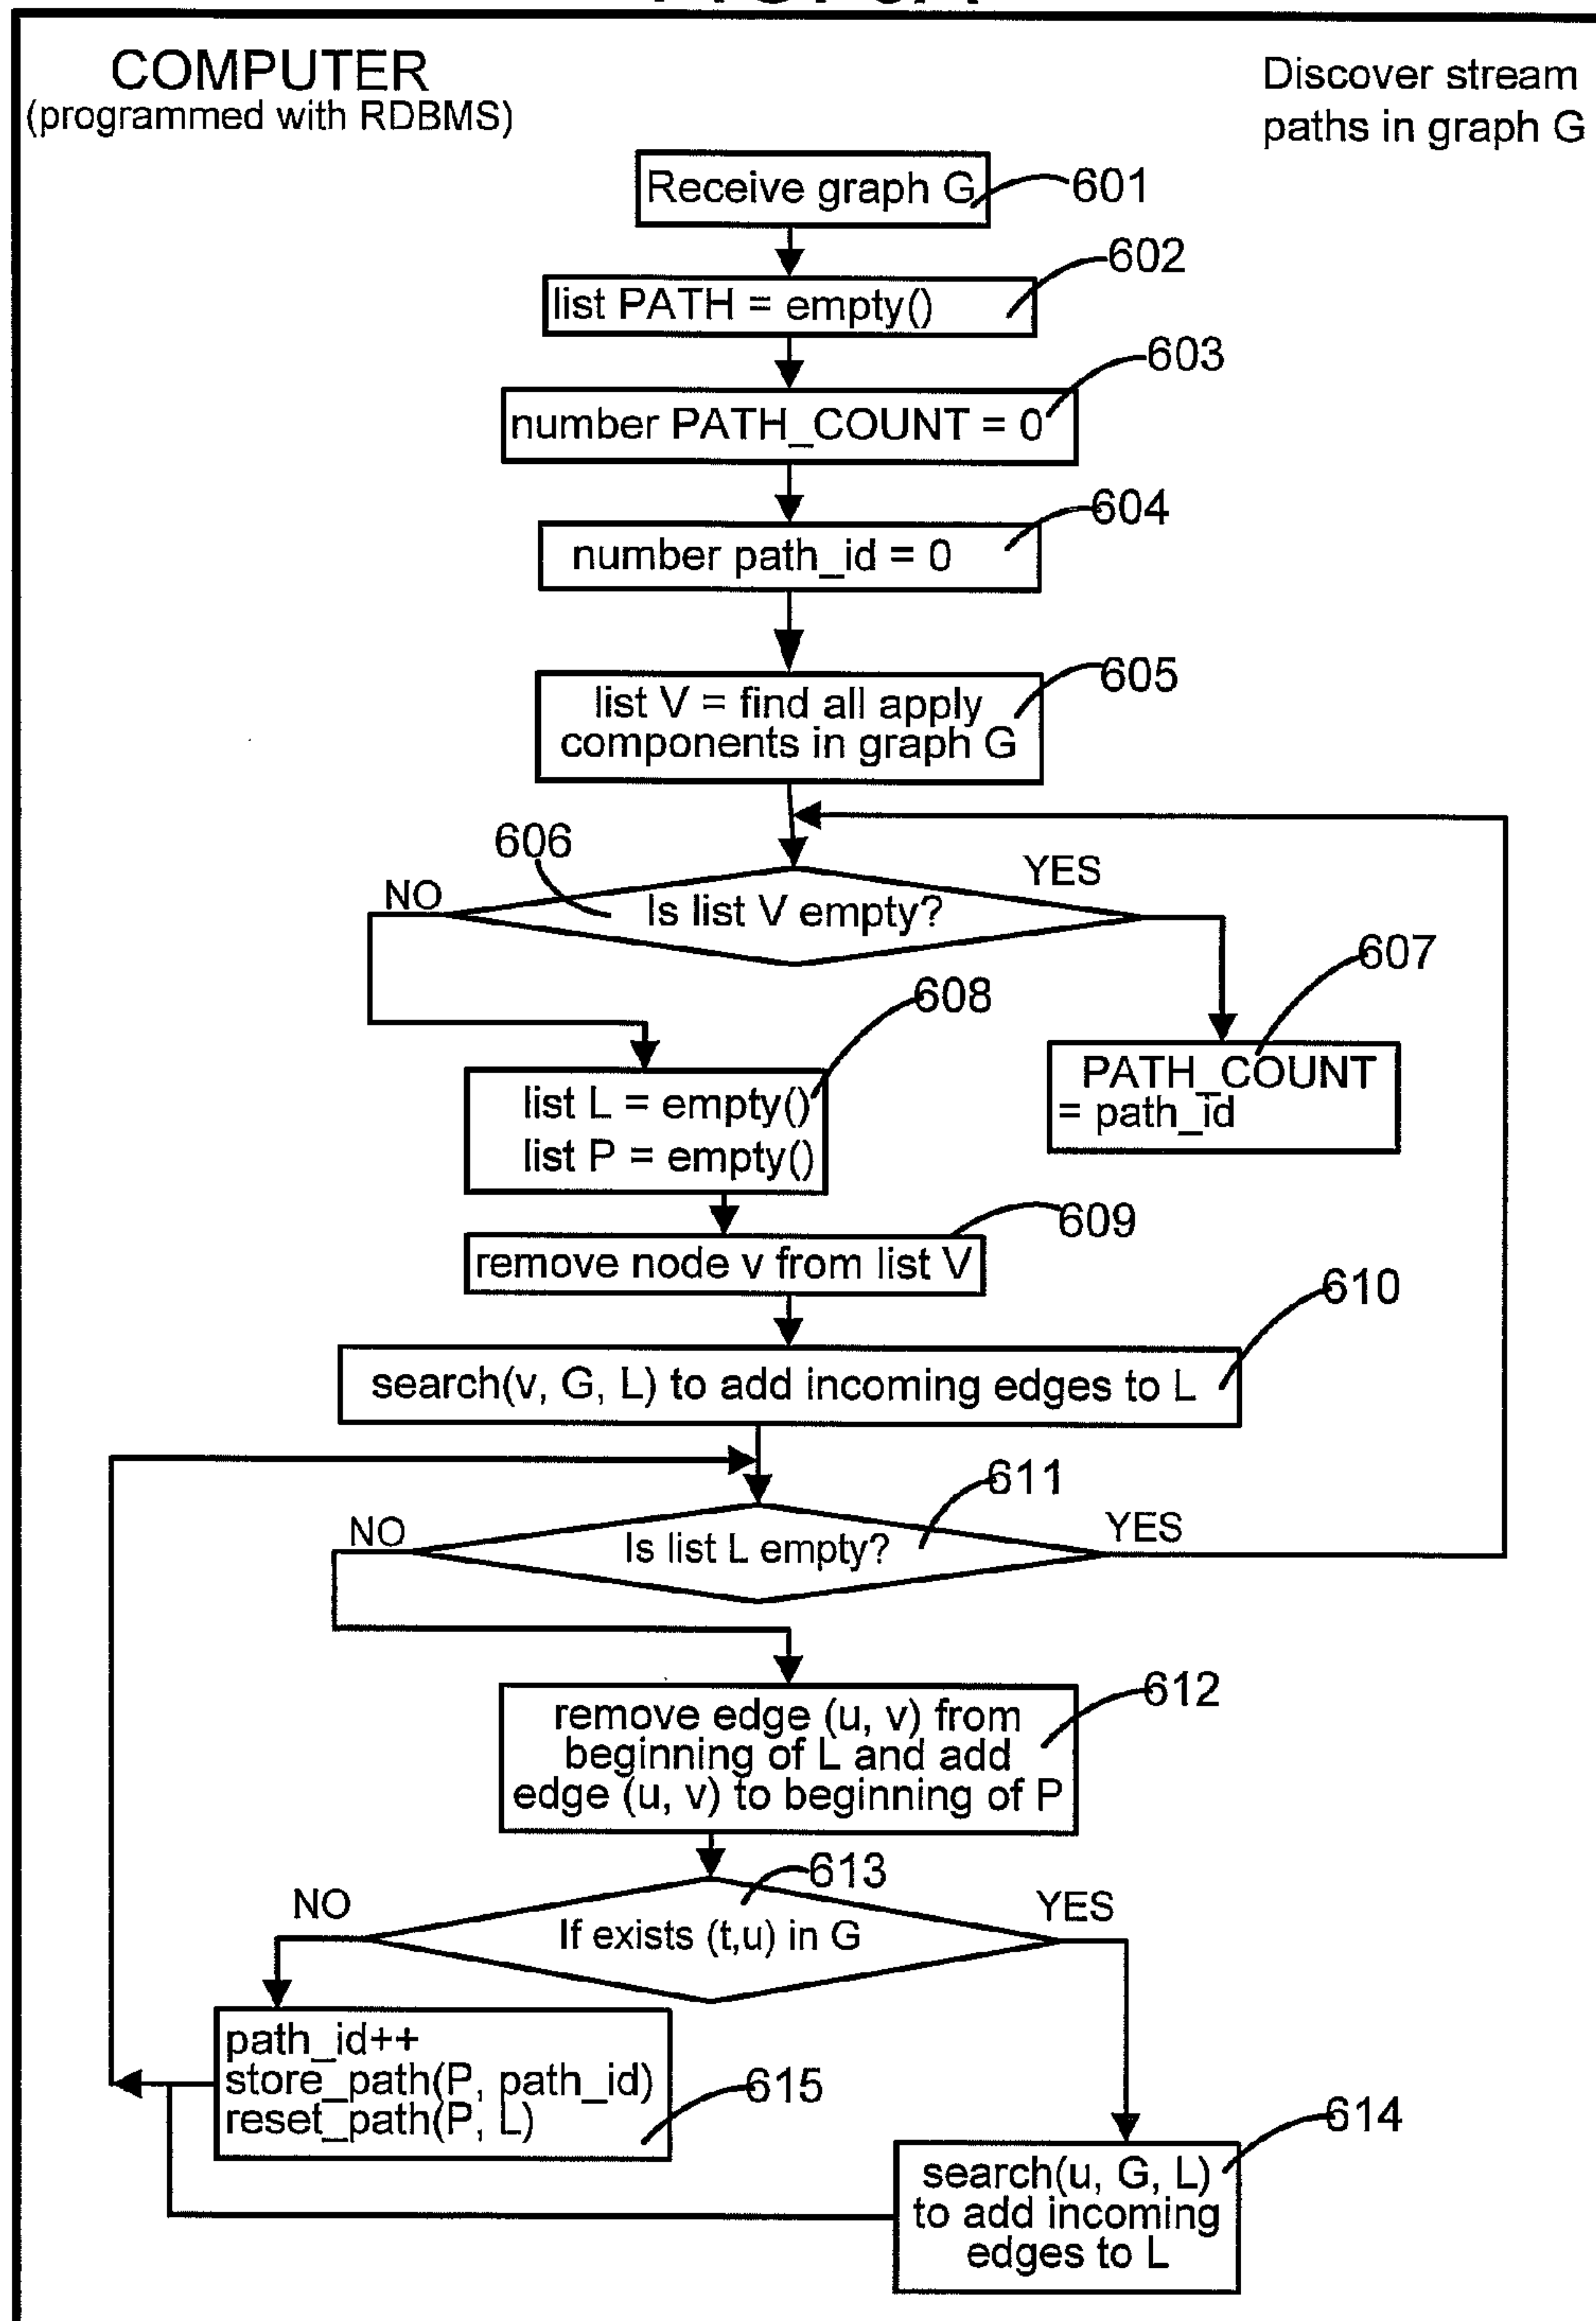 COMPUTER
(programmed with RDBMS)
Discover stream
paths in graph G
Receive graph G
601
602
list PATH = empty()
603
number PATH_COUNT = 0
604
number path_id = 0
605
list V = find all apply
components in graph G
606
NO
YES
Is list V empty?
607
608
PATH_COUNT
= path_id
list L = empty()
list P = empty()
609
remove node v from list V
610
search(v, G, L) to add incoming edges to L
611
NO
YES
Is list L empty?
612
remove edge (u, v) from
beginning of L and add
edge (u, v) to beginning of P
613
NO
YES
If exists (t,u) in G
path_id++
store_path(P, path_id)
reset_path(P, L)
615
614
search(u, G, L)
to add incoming
edges to L